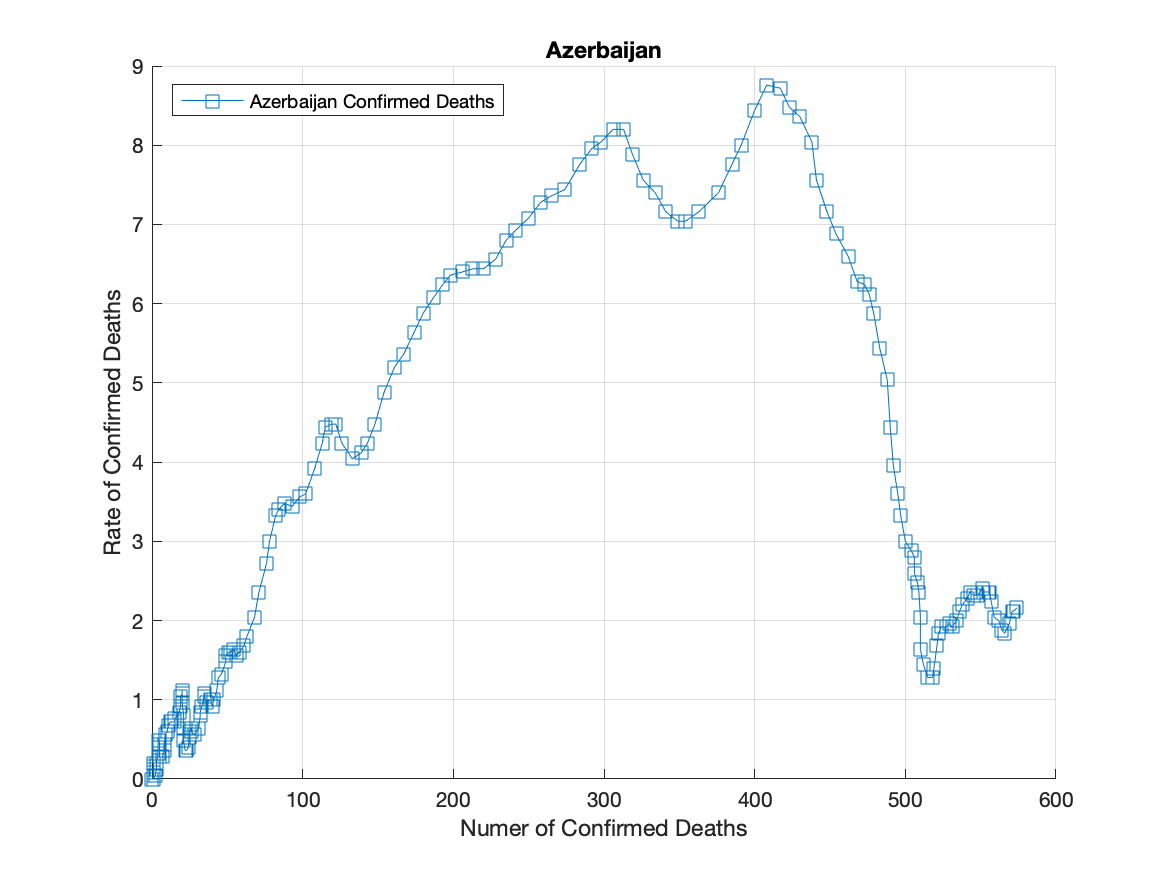 Azerbaijan
Azerbaijan Confirmed Deaths
Rate of Confirmed Deaths
9
8
7
6
5
4
3
2
1
0
0 100 200 300 400 500 600
Numer of Confirmed Deaths